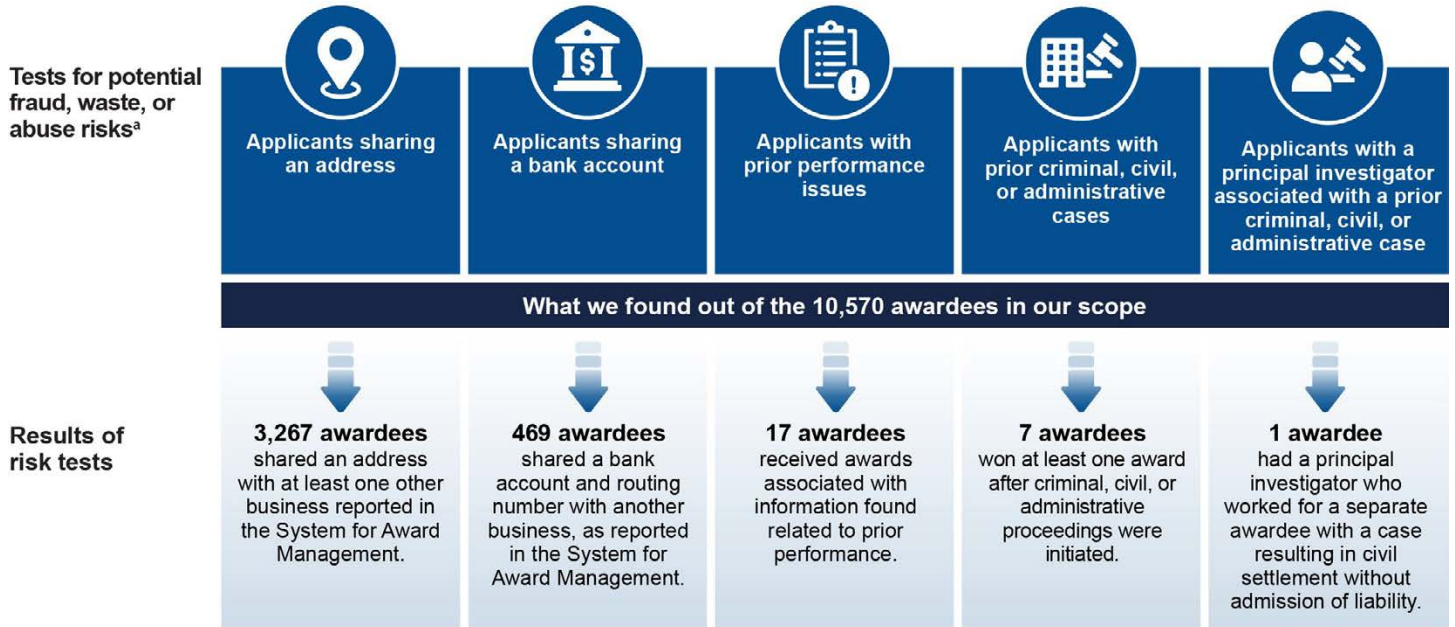 Tests for potential
fraud, waste, or
abuse risksa
Applicants sharing
an address
Applicants sharing
a bank account
Applicants with
prior performance
issues
Applicants with
prior criminal, civil,
or administrative
cases
Applicants with a
principal investigator
associated with a prior
criminal, civil, or
administrative case
What we found out of the 10,570 awardees in our scope
Results of
risk tests
3,267 awardees
shared an address
with at least one other
business reported in
the System for Award
Management.
469 awardees
shared a bank
account and routing
number with another
business, as reported
in the System for
Award Management.
17 awardees
received awards
associated with
information found
related to prior
performance.
7 awardees
won at least one award
after criminal, civil, or
administrative
proceedings were
initiated.
1 awardee
had a principal
investigator who
worked for a separate
awardee with a case
resulting in civil
settlement without
admission of liability.